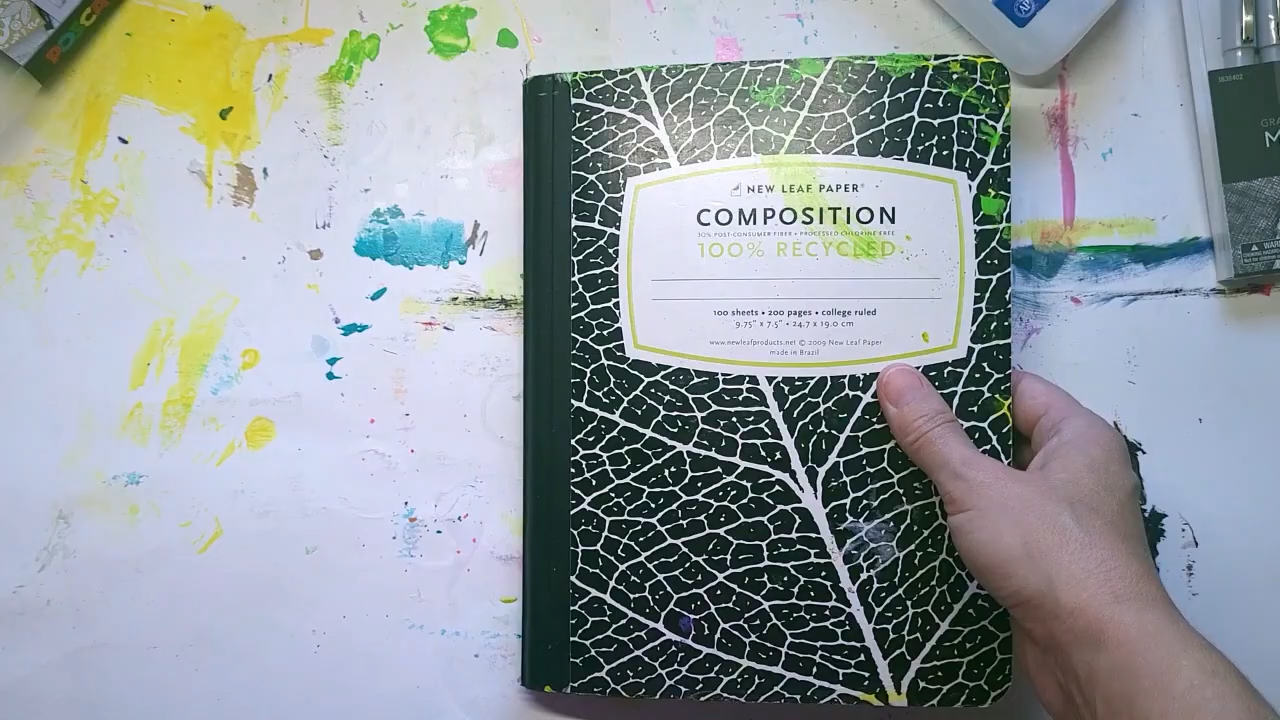 NEW LEAF PAPER®
COMPOSITION
30% POST-CONSUMER FIBER • PROCESSED CHLORINE FREE
100% RECYCLED
100 sheets • 200 pages • college ruled
9.75" x 7.5" • 24.7 x 19.0 cm
www.newleafproducts.net © 2009 New Leaf Paper
made in Brazil
1838402